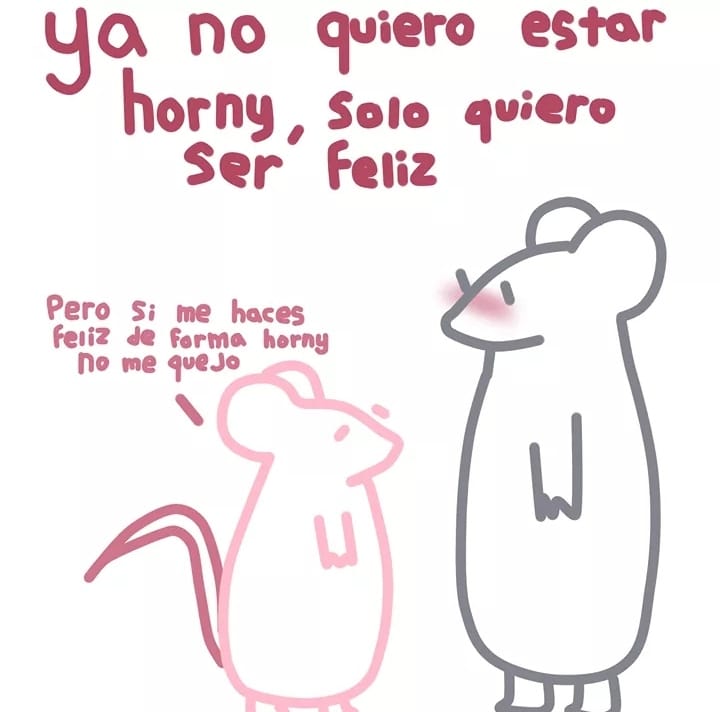 ya no quiero estar
horny, solo quiero
ser feliz
Pero si me haces
feliz de forma horny
No me quejo